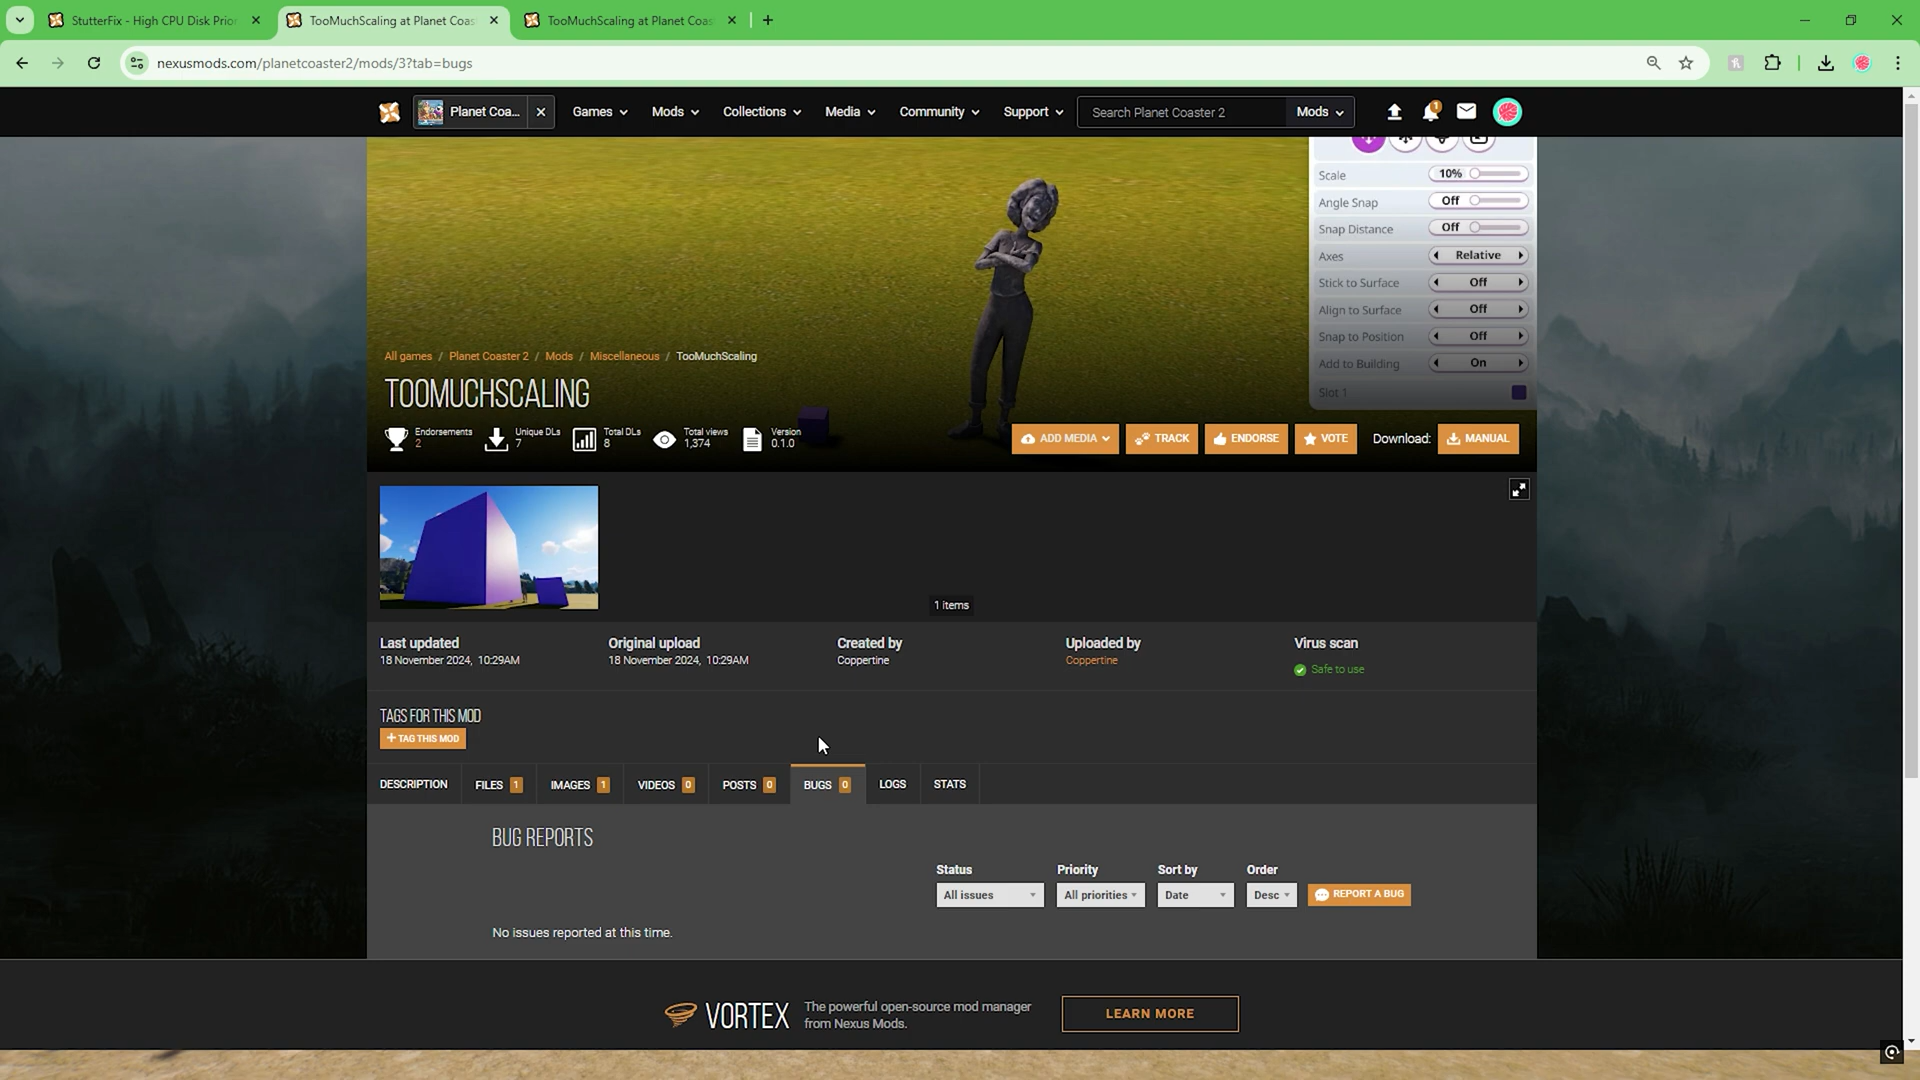 StutterFix - High CPU Disk Prior
TooMuchScaling at Planet Coas
TooMuchScaling at Planet Coas
nexusmods.com/planetcoaster2/mods/3?tab=bugs
Planet Coa... Games Mods Collections Media Community Support Search Planet Coaster 2 Mods 1
Scale 10%
Angle Snap Off
Snap Distance Off
Axes Relative
Stick to Surface Off
Align to Surface Off
Snap to Position Off
Add to Building On
Slot 1
All games / Planet Coaster 2 / Mods / Miscellaneous / TooMuchScaling
TOOMUCHSCALING
Endorsements 2
Unique DLs 7
Total DLs 8
Total views 1,374
Version 0.1.0
ADD MEDIA TRACK ENDORSE VOTE Download: MANUAL
1 items
Last updated
18 November 2024, 10:29AM
Original upload
18 November 2024, 10:29AM
Created by
Coppertine
Uploaded by
Coppertine
Virus scan
Safe to use
TAGS FOR THIS MOD
+ TAG THIS MOD
DESCRIPTION FILES 1 IMAGES 1 VIDEOS 0 POSTS 0 BUGS 0 LOGS STATS
BUG REPORTS
Status Priority Sort by Order
All issues All priorities Date Desc REPORT A BUG
No issues reported at this time.
VORTEX
The powerful open-source mod manager
from Nexus Mods.
LEARN MORE